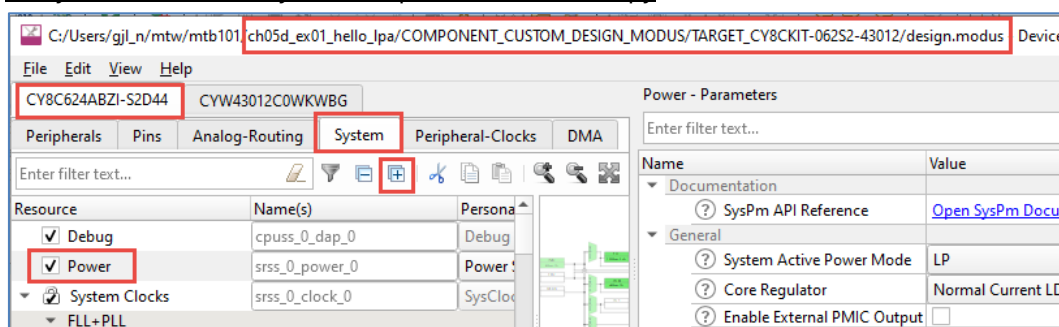 C:/Users/gjl_n/mtw/mtb101/ch05d_ex01_hello_lpa/COMPONENT_CUSTOM_DESIGN_MODUS/TARGET_CY8CKIT-062S2-43012/design.modus Device
File Edit View Help
CY8C624ABZI-S2D44 CYW43012C0WKWBG
Peripherals Pins Analog-Routing System Peripheral-Clocks DMA
Enter filter text...
Resource Name(s) Persona
Debug cpuss_0_dap_0 Debug
Power srss_0_power_0 Power S
System Clocks srss_0_clock_0 SysCloc
FLL+PLL
Power - Parameters
Enter filter text...
Name Value
Documentation
SysPm API Reference Open SysPm Docu
General
System Active Power Mode LP
Core Regulator Normal Current LD
Enable External PMIC Output